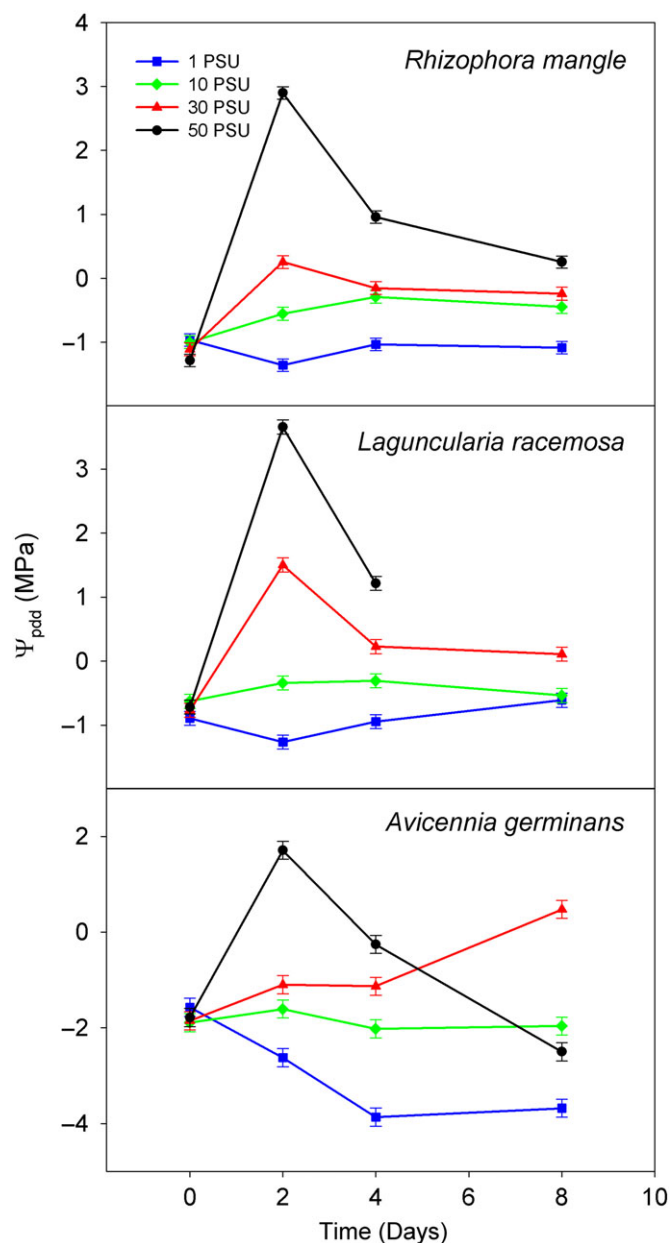 4
Rhizophora mangle
1 PSU
10 PSU
30 PSU
50 PSU
3
2
1
0
–1
Laguncularia racemosa
3
2
1
0
–1
Ψpdd (MPa)
Avicennia germinans
2
0
–2
–4
0 2 4 6 8 10
Time (Days)